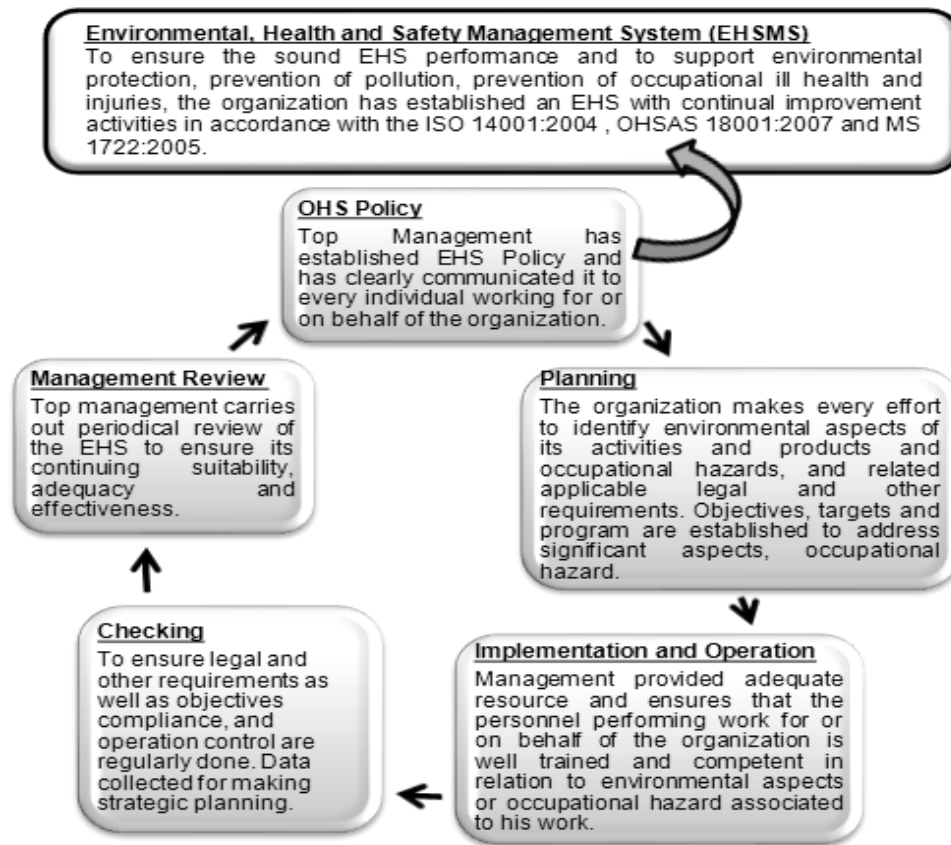 Environmental, Health and Safety Management System (EHSMS)
To ensure the sound EHS performance and to support environmental
protection, prevention of pollution, prevention of occupational ill health and
injuries, the organization has established an EHS with continual improvement
activities in accordance with the ISO 14001:2004 , OHSAS 18001:2007 and MS
1722:2005.
OHS Policy
Top Management has
established EHS Policy and
has clearly communicated it to
every individual working for or
on behalf of the organization.
Planning
The organization makes every effort
to identify environmental aspects of
its activities and products and
occupational hazards, and related
applicable legal and other
requirements. Objectives, targets and
program are established to address
significant aspects, occupational
hazard.
Implementation and Operation
Management provided adequate
resource and ensures that the
personnel performing work for or
on behalf of the organization is
well trained and competent in
relation to environmental aspects
or occupational hazard associated
to his work.
Checking
To ensure legal and
other requirements as
well as objectives
compliance, and
operation control are
regularly done. Data
collected for making
strategic planning.
Management Review
Top management carries
out periodical review of
the EHS to ensure its
continuing suitability,
adequacy and
effectiveness.